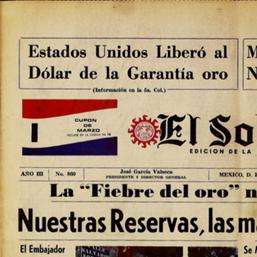 Estados Unidos Liberó al
Dólar de la Garantía oro
(Información en la 5a. Col.)
CUPON DE
MARZO
El So
EDICION DE LA
AÑO III
No. 860
José García Valseca
PRESIDENTE Y DIRECTOR GENERAL
MEXICO, D.
La "Fiebre del oro" n
Nuestras Reservas, las m
El Embajador